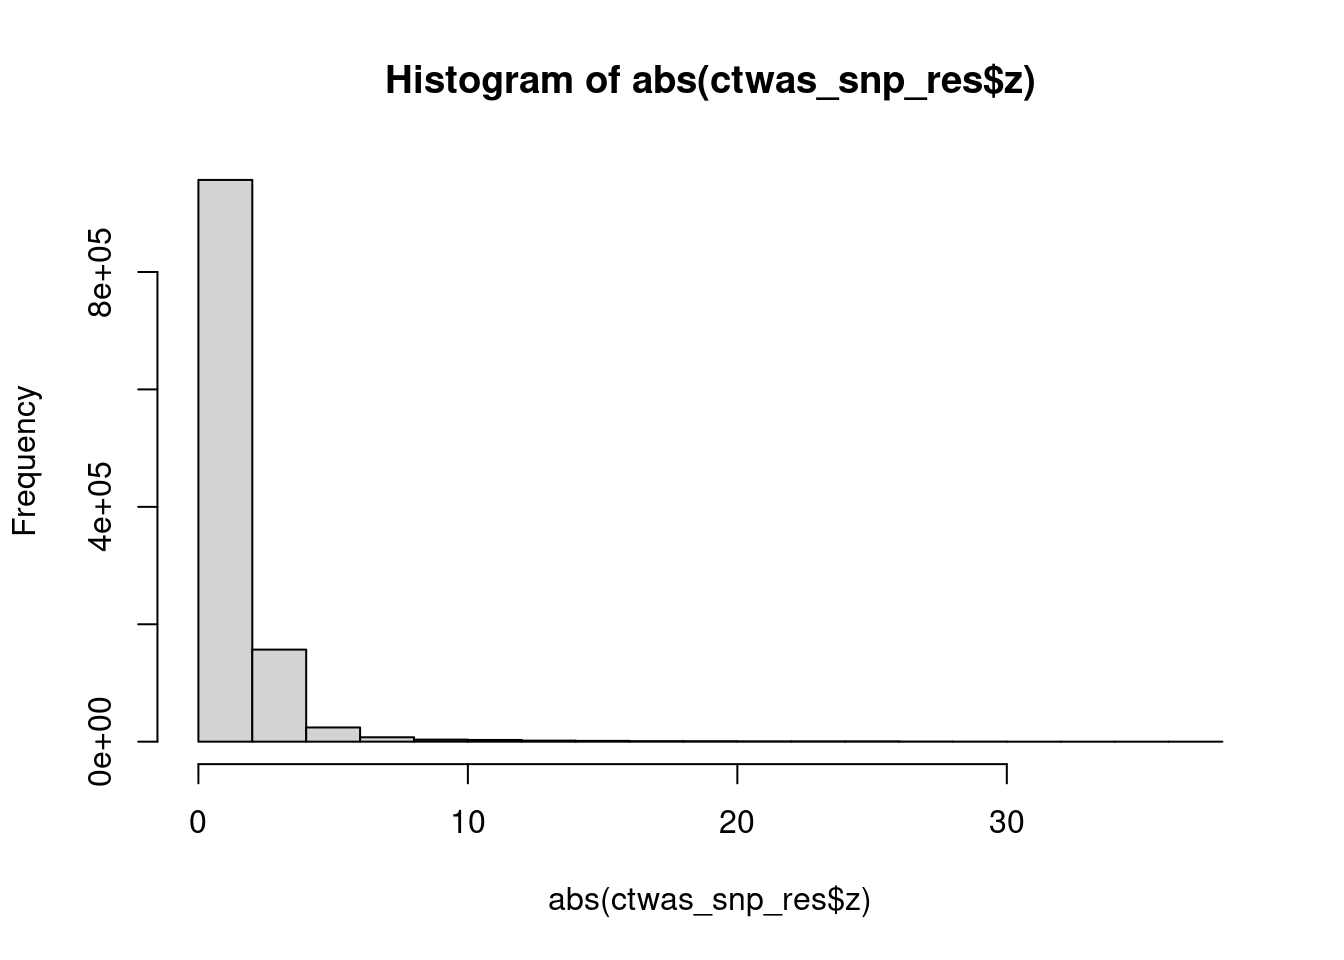 Histogram of abs(ctwas_snp_res$z)
Frequency
8e+05
4e+05
0e+00
0 10 20 30
abs(ctwas_snp_res$z)